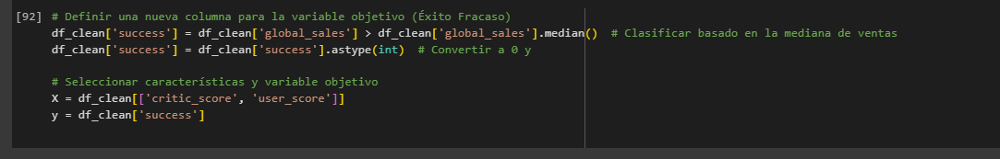 [92] # Definir una nueva columna para la variable objetivo (Éxito Fracaso)
df_clean['success'] = df_clean['global_sales'] > df_clean['global_sales'].median()  # Clasificar basado en la mediana de ventas
df_clean['success'] = df_clean['success'].astype(int)  # Convertir a 0 y
# Seleccionar características y variable objetivo
X = df_clean[['critic_score', 'user_score']]
y = df_clean['success']